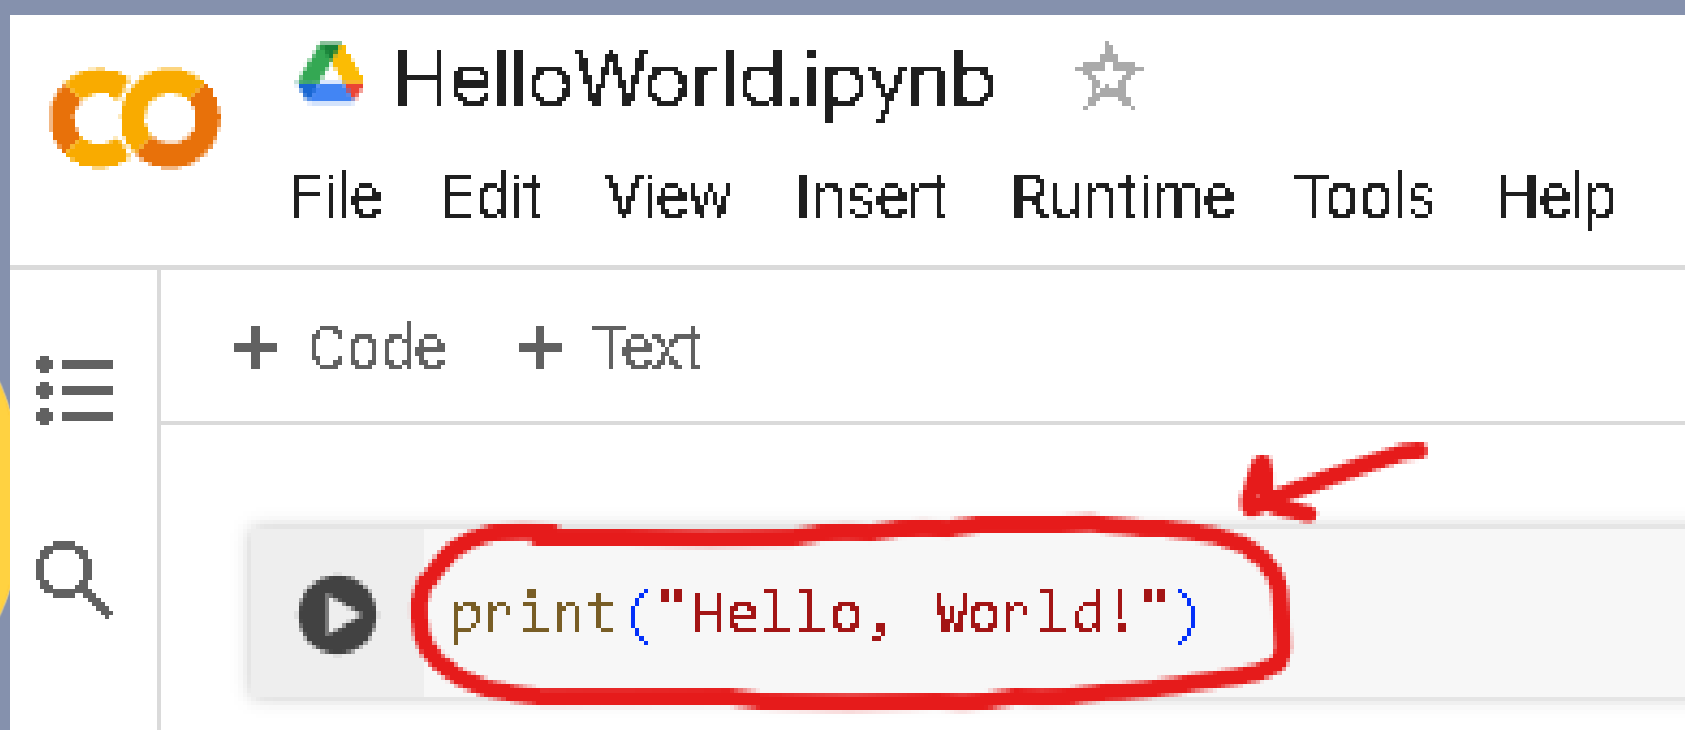 CO HelloWorld.ipynb
File Edit View Insert Runtime Tools Help
+ Code + Text
print("Hello, World!")